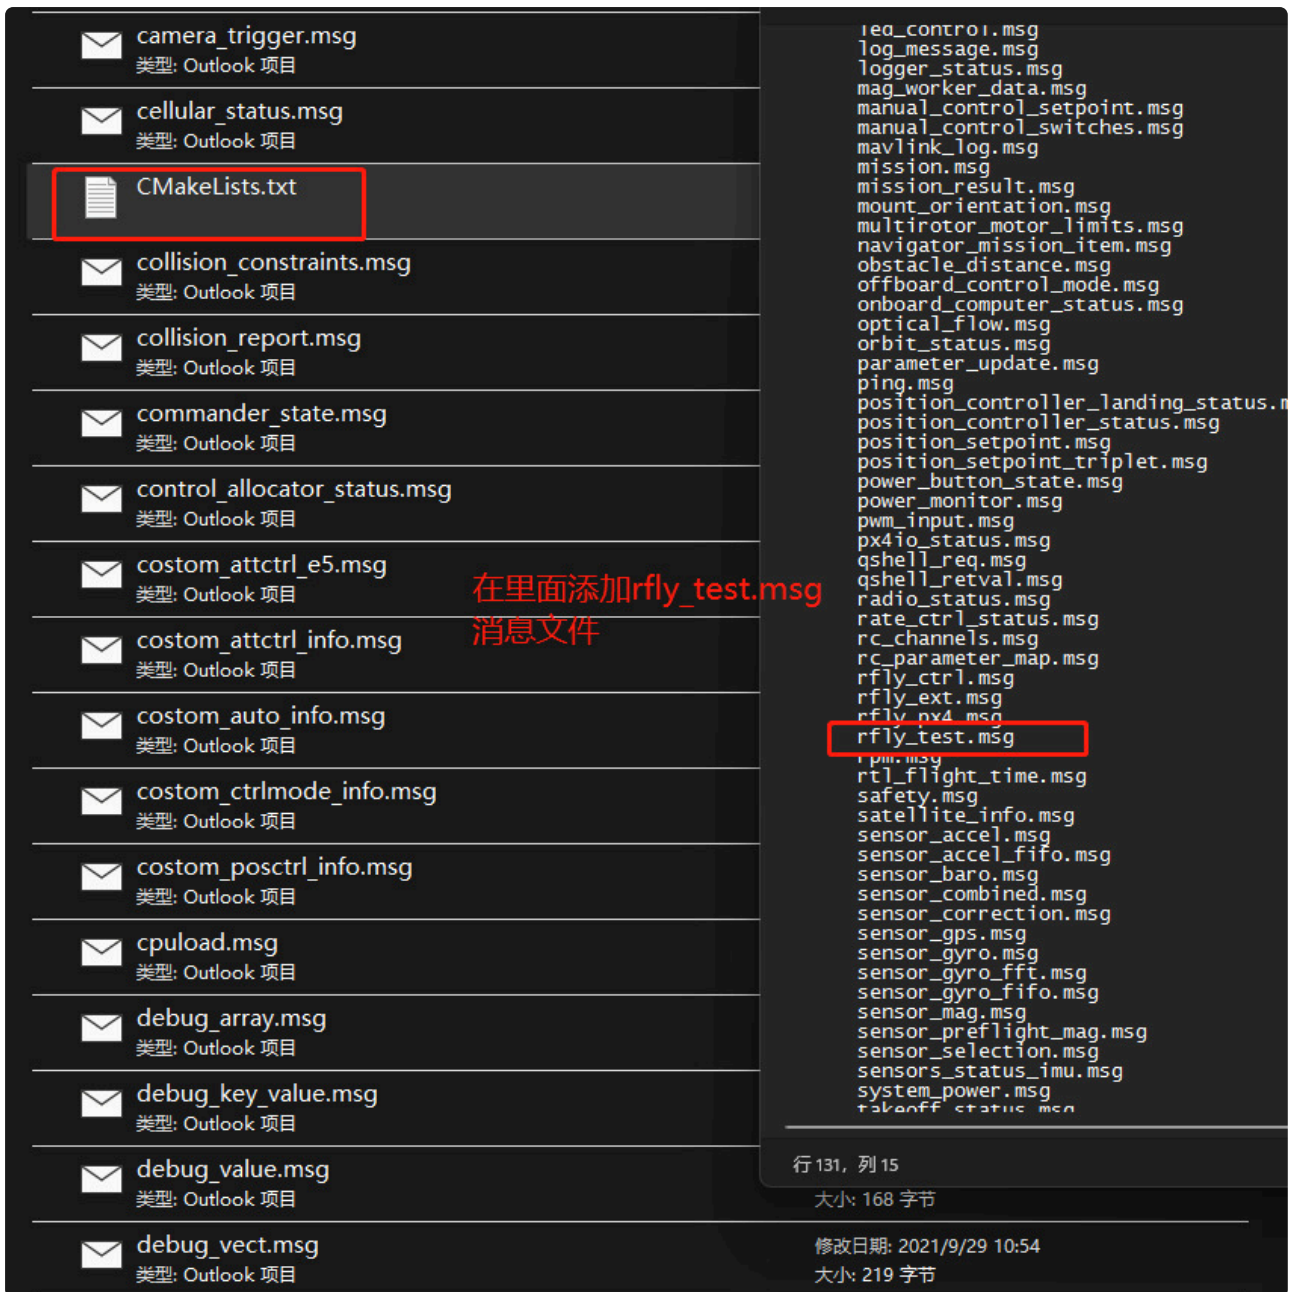 camera_trigger.msg
类型: Outlook 项目
cellular_status.msg
类型: Outlook 项目
CMakeLists.txt
collision_constraints.msg
类型: Outlook 项目
collision_report.msg
类型: Outlook 项目
commander_state.msg
类型: Outlook 项目
control_allocator_status.msg
类型: Outlook 项目
costom_attctrl_e5.msg
类型: Outlook 项目
costom_attctrl_info.msg
类型: Outlook 项目
costom_auto_info.msg
类型: Outlook 项目
costom_ctrlmode_info.msg
类型: Outlook 项目
costom_posctrl_info.msg
类型: Outlook 项目
cpuload.msg
类型: Outlook 项目
debug_array.msg
类型: Outlook 项目
debug_key_value.msg
类型: Outlook 项目
debug_value.msg
类型: Outlook 项目
debug_vect.msg
类型: Outlook 项目
在里面添加rfly_test.msg
消息文件
led_control.msg
log_message.msg
logger_status.msg
mag_worker_data.msg
manual_control_setpoint.msg
manual_control_switches.msg
mavlink_log.msg
mission.msg
mission_result.msg
mount_orientation.msg
multirotor_motor_limits.msg
navigator_mission_item.msg
obstacle_distance.msg
offboard_control_mode.msg
onboard_computer_status.msg
optical_flow.msg
orbit_status.msg
parameter_update.msg
ping.msg
position_controller_landing_status.m
position_controller_status.msg
position_setpoint.msg
position_setpoint_triplet.msg
power_button_state.msg
power_monitor.msg
pwm_input.msg
px4io_status.msg
qshell_req.msg
qshell_retval.msg
radio_status.msg
rate_ctrl_status.msg
rc_channels.msg
rc_parameter_map.msg
rfly_ctrl.msg
rfly_ext.msg
rfly_px4.msg
rfly_test.msg
rpm.msg
rtl_flight_time.msg
safety.msg
satellite_info.msg
sensor_accel.msg
sensor_accel_fifo.msg
sensor_baro.msg
sensor_combined.msg
sensor_correction.msg
sensor_gps.msg
sensor_gyro.msg
sensor_gyro_fft.msg
sensor_gyro_fifo.msg
sensor_mag.msg
sensor_preflight_mag.msg
sensor_selection.msg
sensors_status_imu.msg
system_power.msg
takeoff_status.msg
行 131, 列 15
大小: 168 字节
修改日期: 2021/9/29 10:54
大小: 219 字节